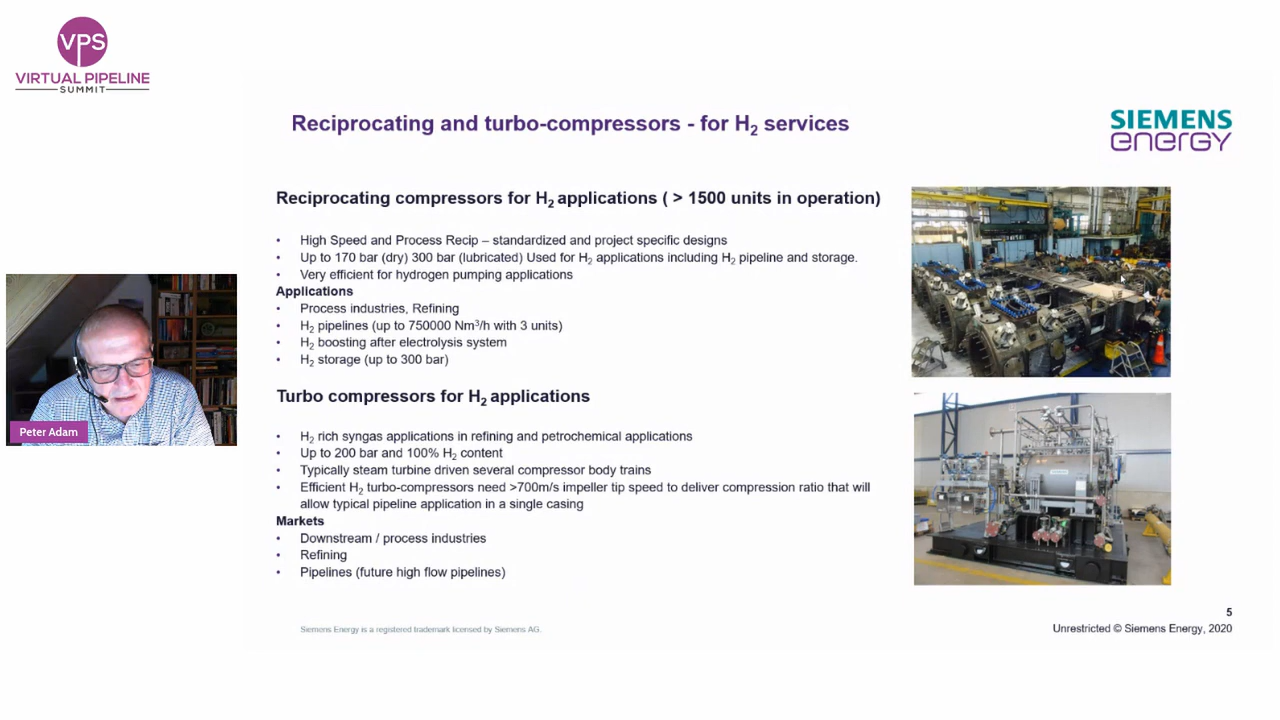 VPS
VIRTUAL PIPELINE
SUMMIT
Reciprocating and turbo-compressors - for H₂ services
SIEMENS
energy
Reciprocating compressors for H₂ applications ( > 1500 units in operation)
• High Speed and Process Recip – standardized and project specific designs
• Up to 170 bar (dry) 300 bar (lubricated) Used for H₂ applications including H₂ pipeline and storage.
• Very efficient for hydrogen pumping applications
Applications
• Process industries, Refining
• H₂ pipelines (up to 750000 Nm³/h with 3 units)
• H₂ boosting after electrolysis system
• H₂ storage (up to 300 bar)
Turbo compressors for H₂ applications
• H₂ rich syngas applications in refining and petrochemical applications
• Up to 200 bar and 100% H₂ content
• Typically steam turbine driven several compressor body trains
• Efficient H₂ turbo-compressors need >700m/s impeller tip speed to deliver compression ratio that will
allow typical pipeline application in a single casing
Markets
• Downstream / process industries
• Refining
• Pipelines (future high flow pipelines)
Peter Adam
Siemens Energy is a registered trademark licensed by Siemens AG.
5
Unrestricted © Siemens Energy, 2020